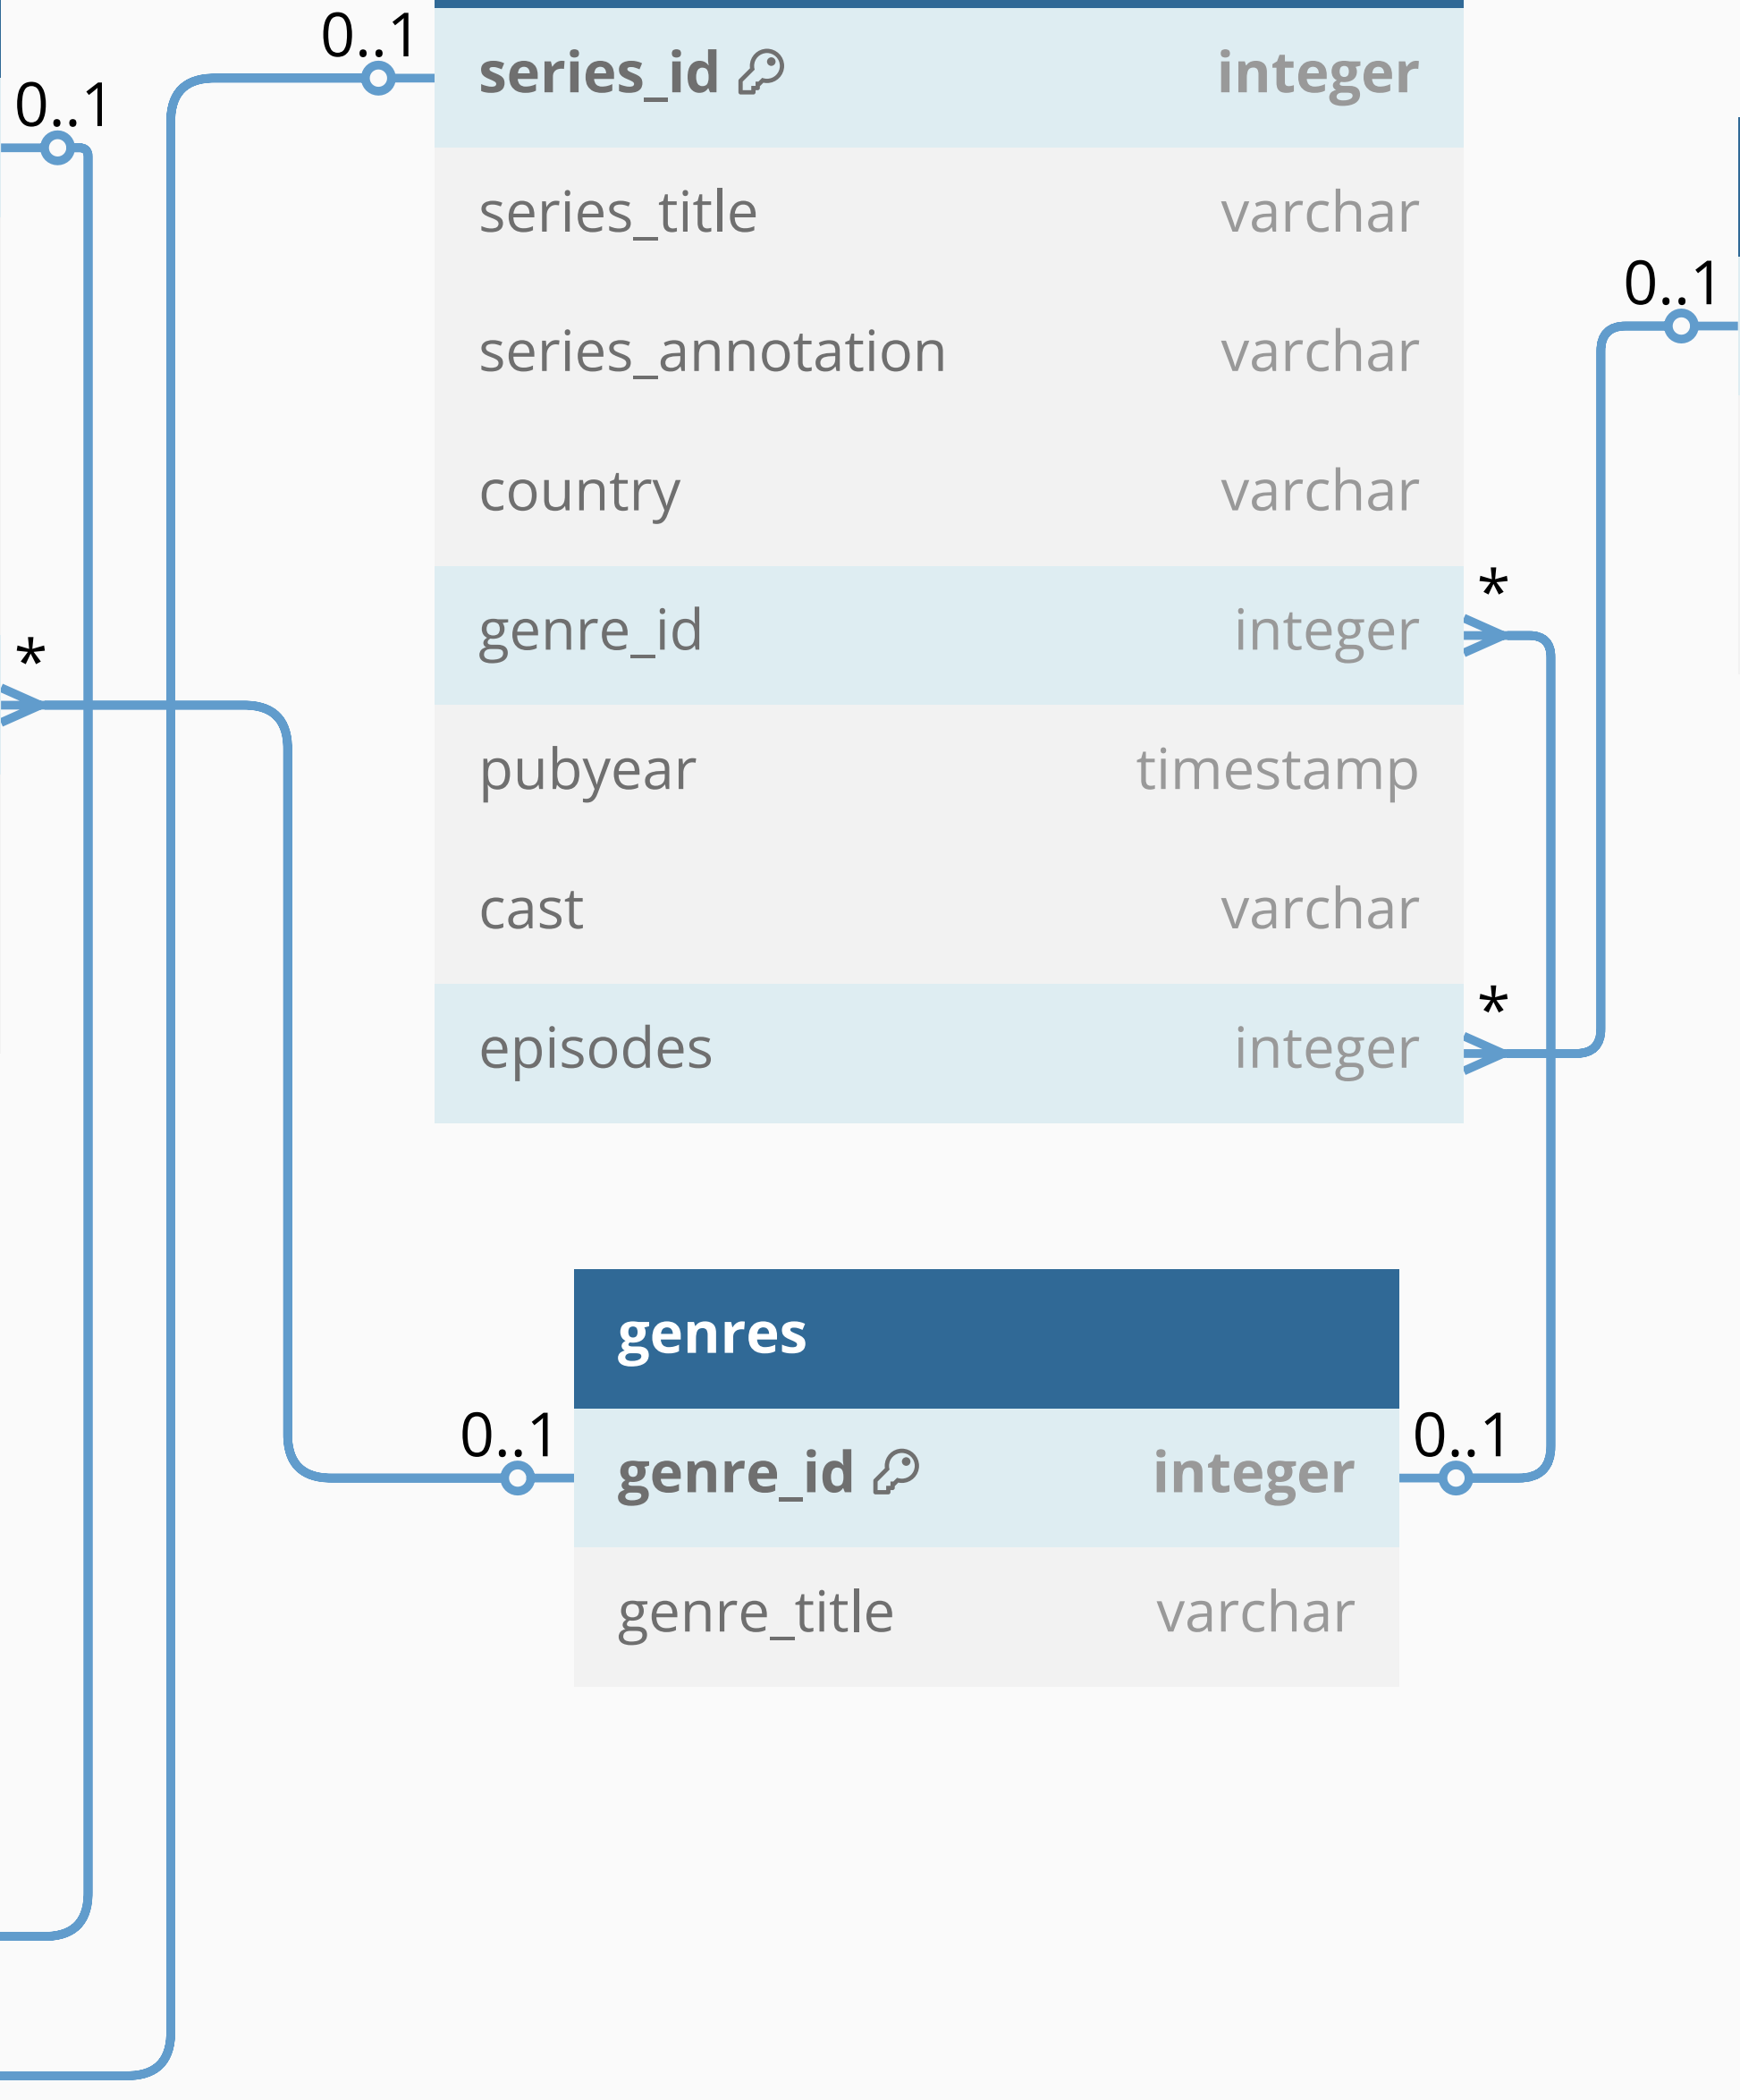 0..1
series_id integer
0..1
series_title varchar
0..1
series_annotation varchar
country varchar
*
genre_id integer
*
pubyear timestamp
cast varchar
*
episodes integer
genres
0..1
0..1
genre_id integer
genre_title varchar